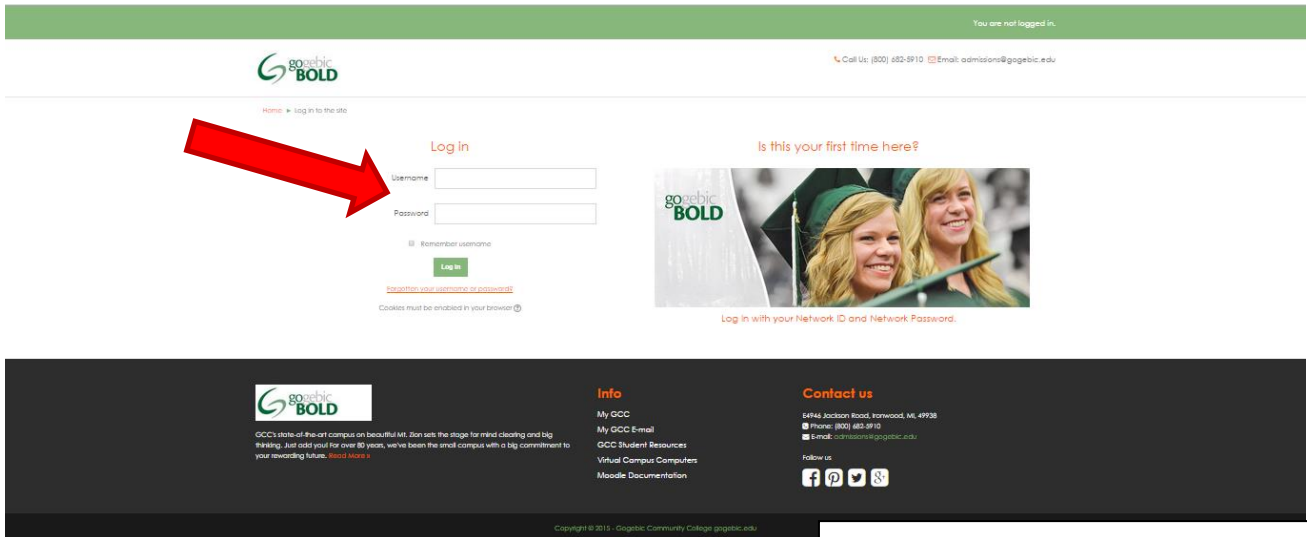 You are not logged in.
gogebic
BOLD
Call Us: (800) 682-5910 Email: admissions@gogebic.edu
Home ► Log in to the site
Log in
Username
Password
Remember username
Log in
Forgotten your username or password?
Cookies must be enabled in your browser
Is this your first time here?
gogebic
BOLD
Log in with your Network ID and Network Password.
gogebic
BOLD
GCC's state-of-the-art campus on beautiful Mt. Zion sets the stage for mind clearing and big
thinking. Just add you! For over 80 years, we've been the small campus with a big commitment to
your rewarding future. Read More »
Info
My GCC
My GCC E-mail
GCC Student Resources
Virtual Campus Computers
Moodle Documentation
Contact us
E4946 Jackson Road, Ironwood, MI, 49938
Phone: (800) 682-5910
E-mail: admissions@gogebic.edu
Follow us
Copyright © 2015 - Gogebic Community College gogebic.edu